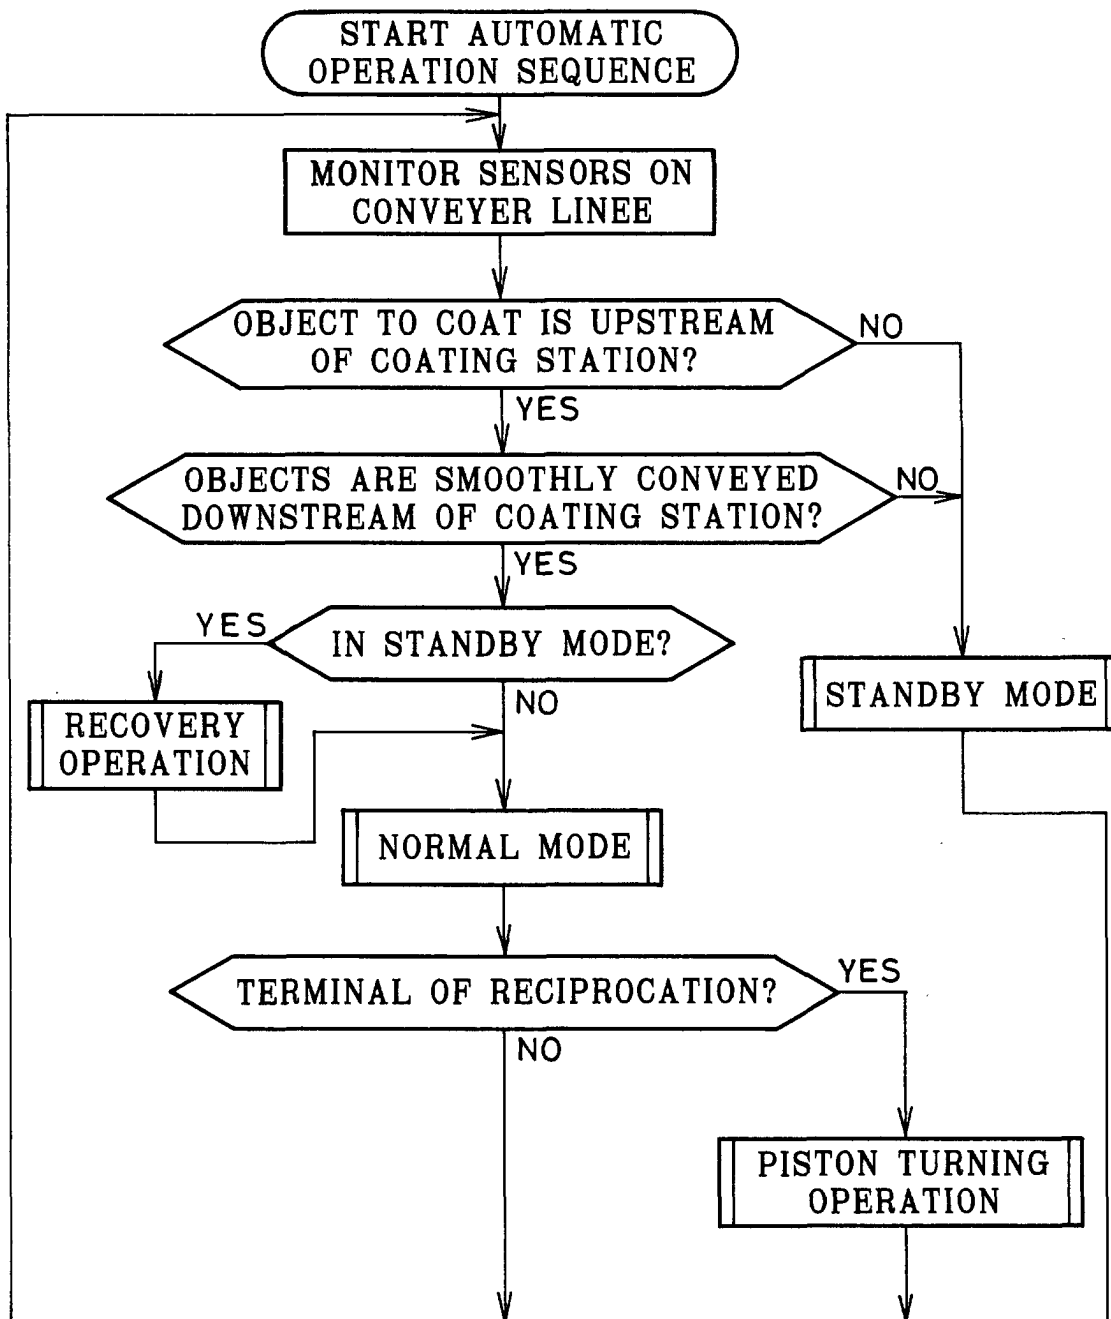 START AUTOMATIC
OPERATION SEQUENCE
MONITOR SENSORS ON
CONVEYER LINEE
OBJECT TO COAT IS UPSTREAM
OF COATING STATION?
NO
YES
OBJECTS ARE SMOOTHLY CONVEYED
DOWNSTREAM OF COATING STATION?
NO
YES
IN STANDBY MODE?
YES
NO
STANDBY MODE
RECOVERY
OPERATION
NORMAL MODE
TERMINAL OF RECIPROCATION?
YES
NO
PISTON TURNING
OPERATION